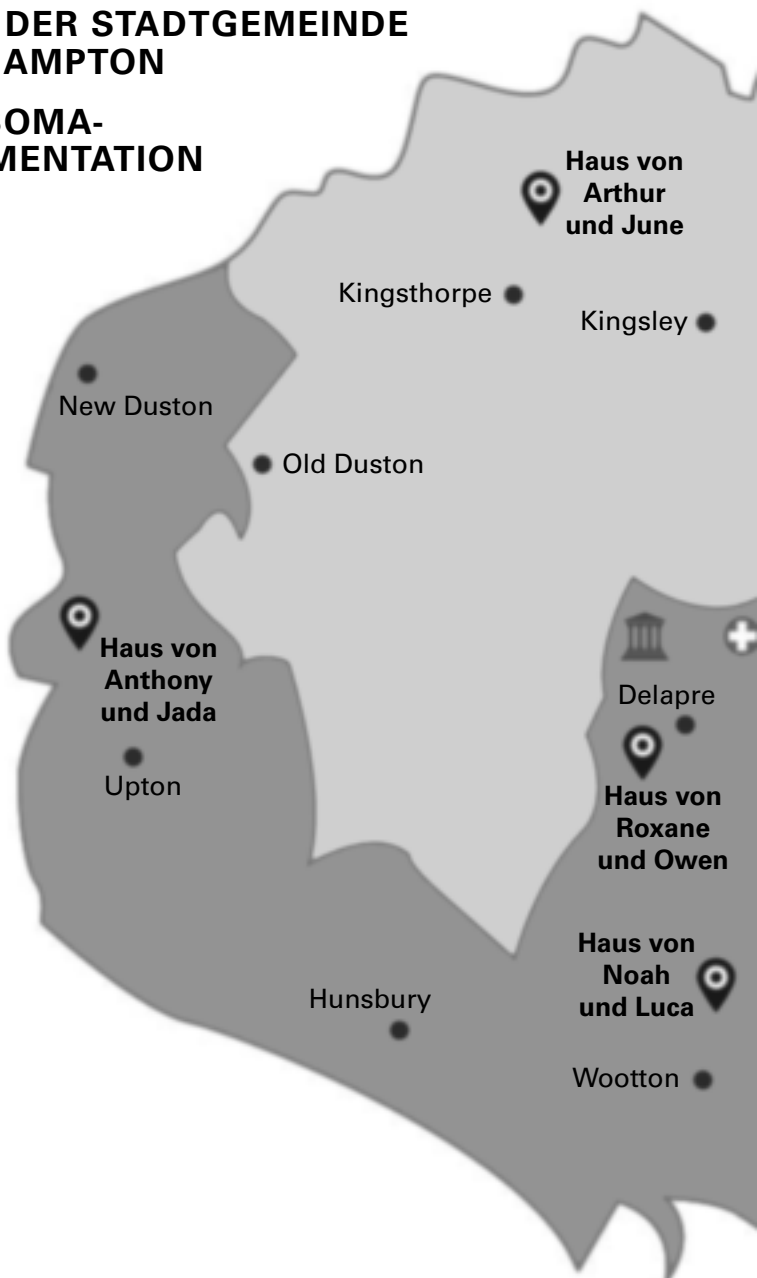 DER STADTGEMEINDE
AMPTON
SOMA-
MENTATION
Haus von
Arthur
und June
Kingsthorpe
Kingsley
New Duston
Old Duston
Haus von
Anthony
und Jada
Delapre
Upton
Haus von
Roxane
und Owen
Haus von
Noah
und Luca
Hunsbury
Wootton